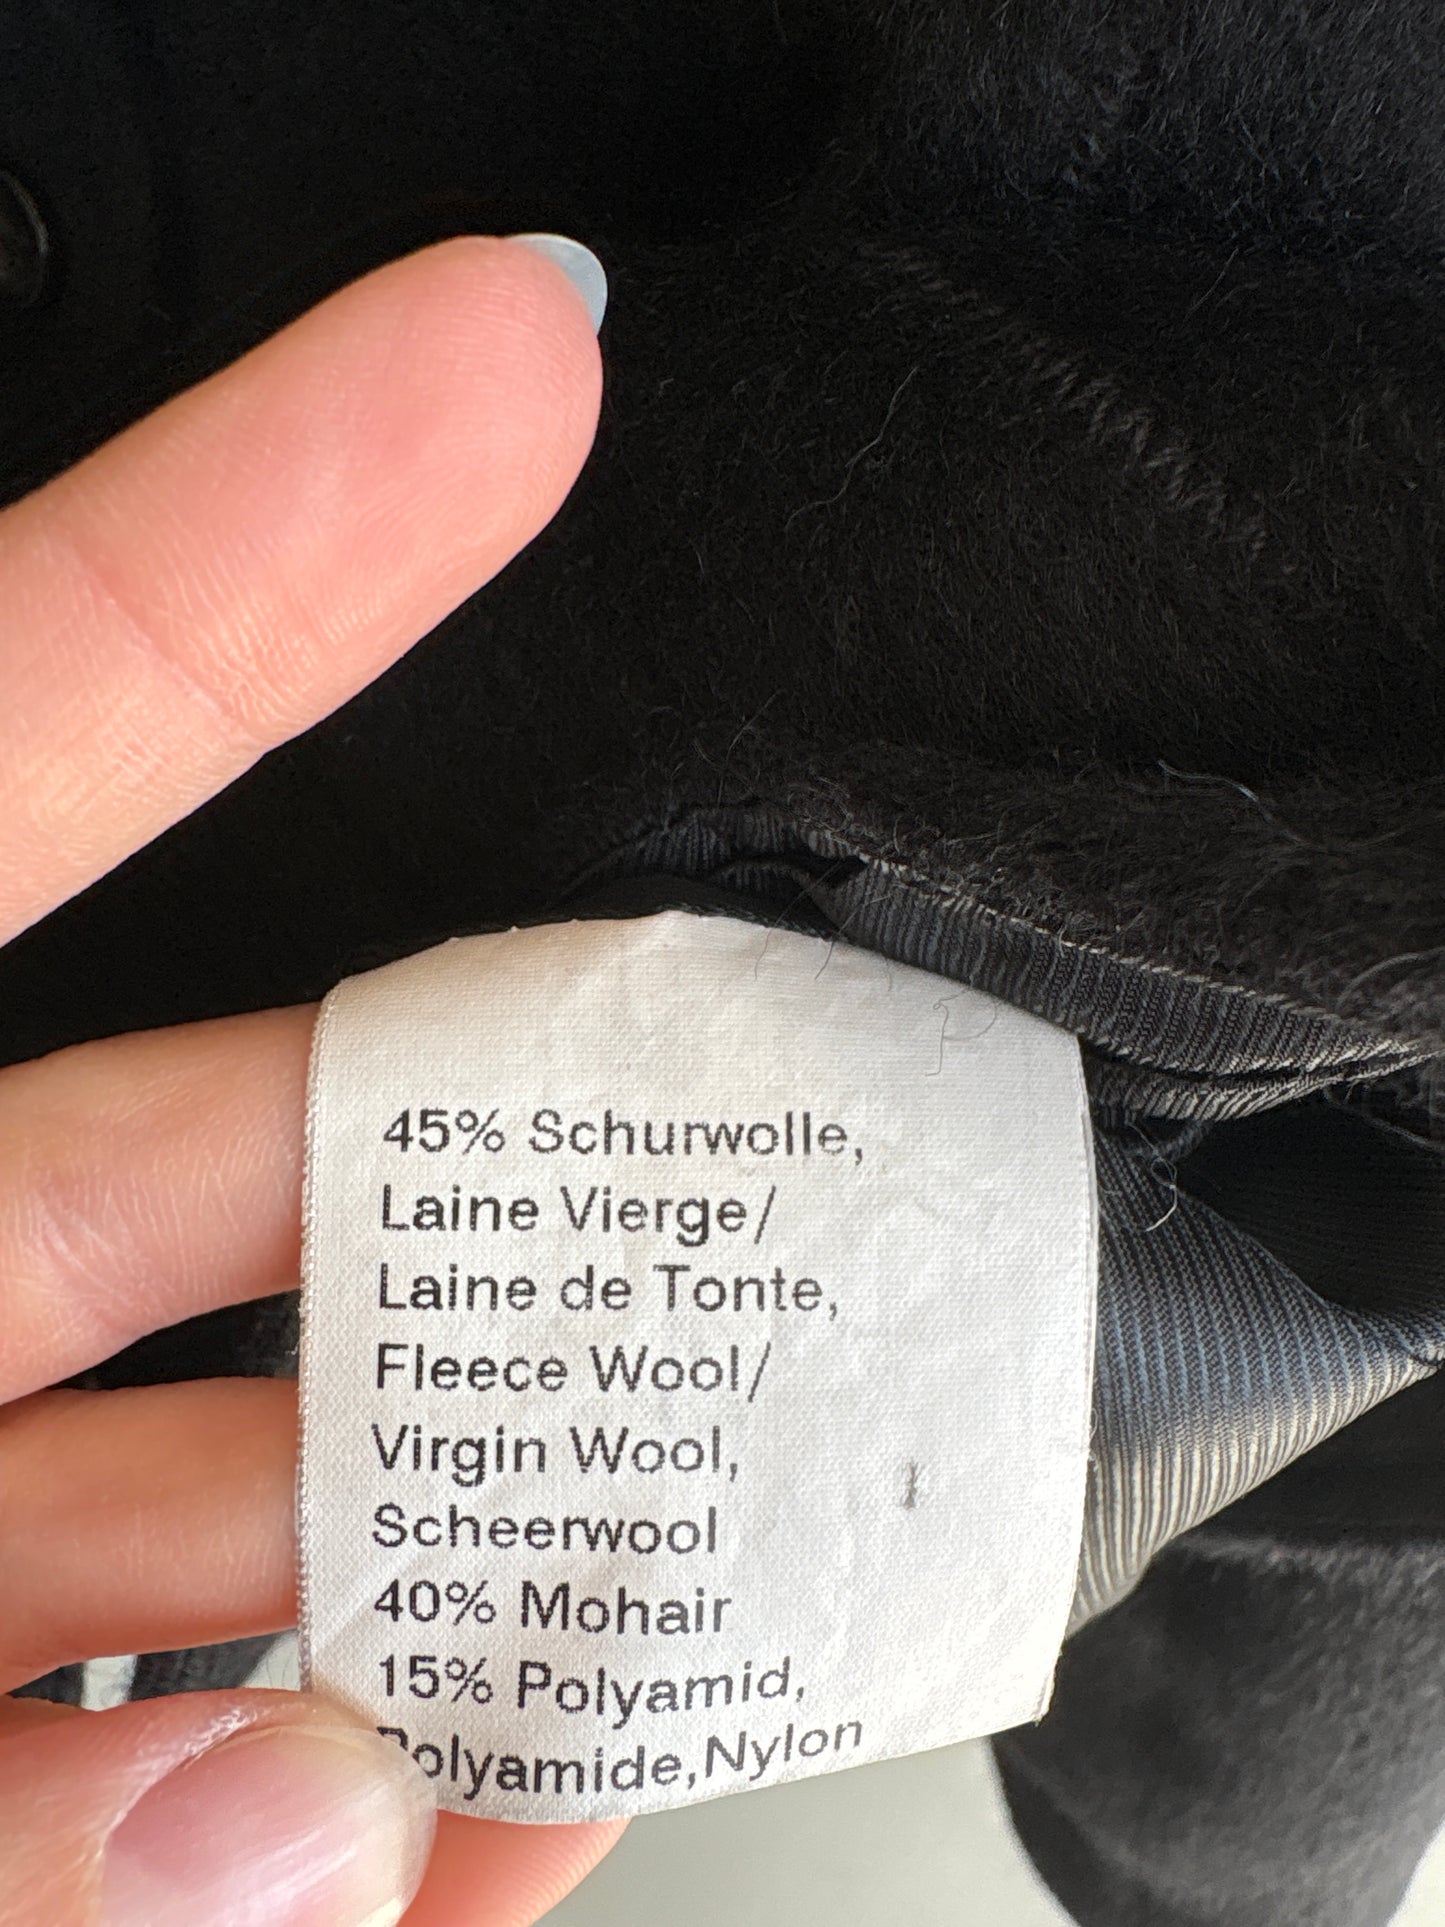 45% Schurwolle,
Laine Vierge/
Laine de Tonte,
Fleece Wool/
Virgin Wool,
Scheerwool
40% Mohair
15% Polyamid,
Polyamide,Nylon